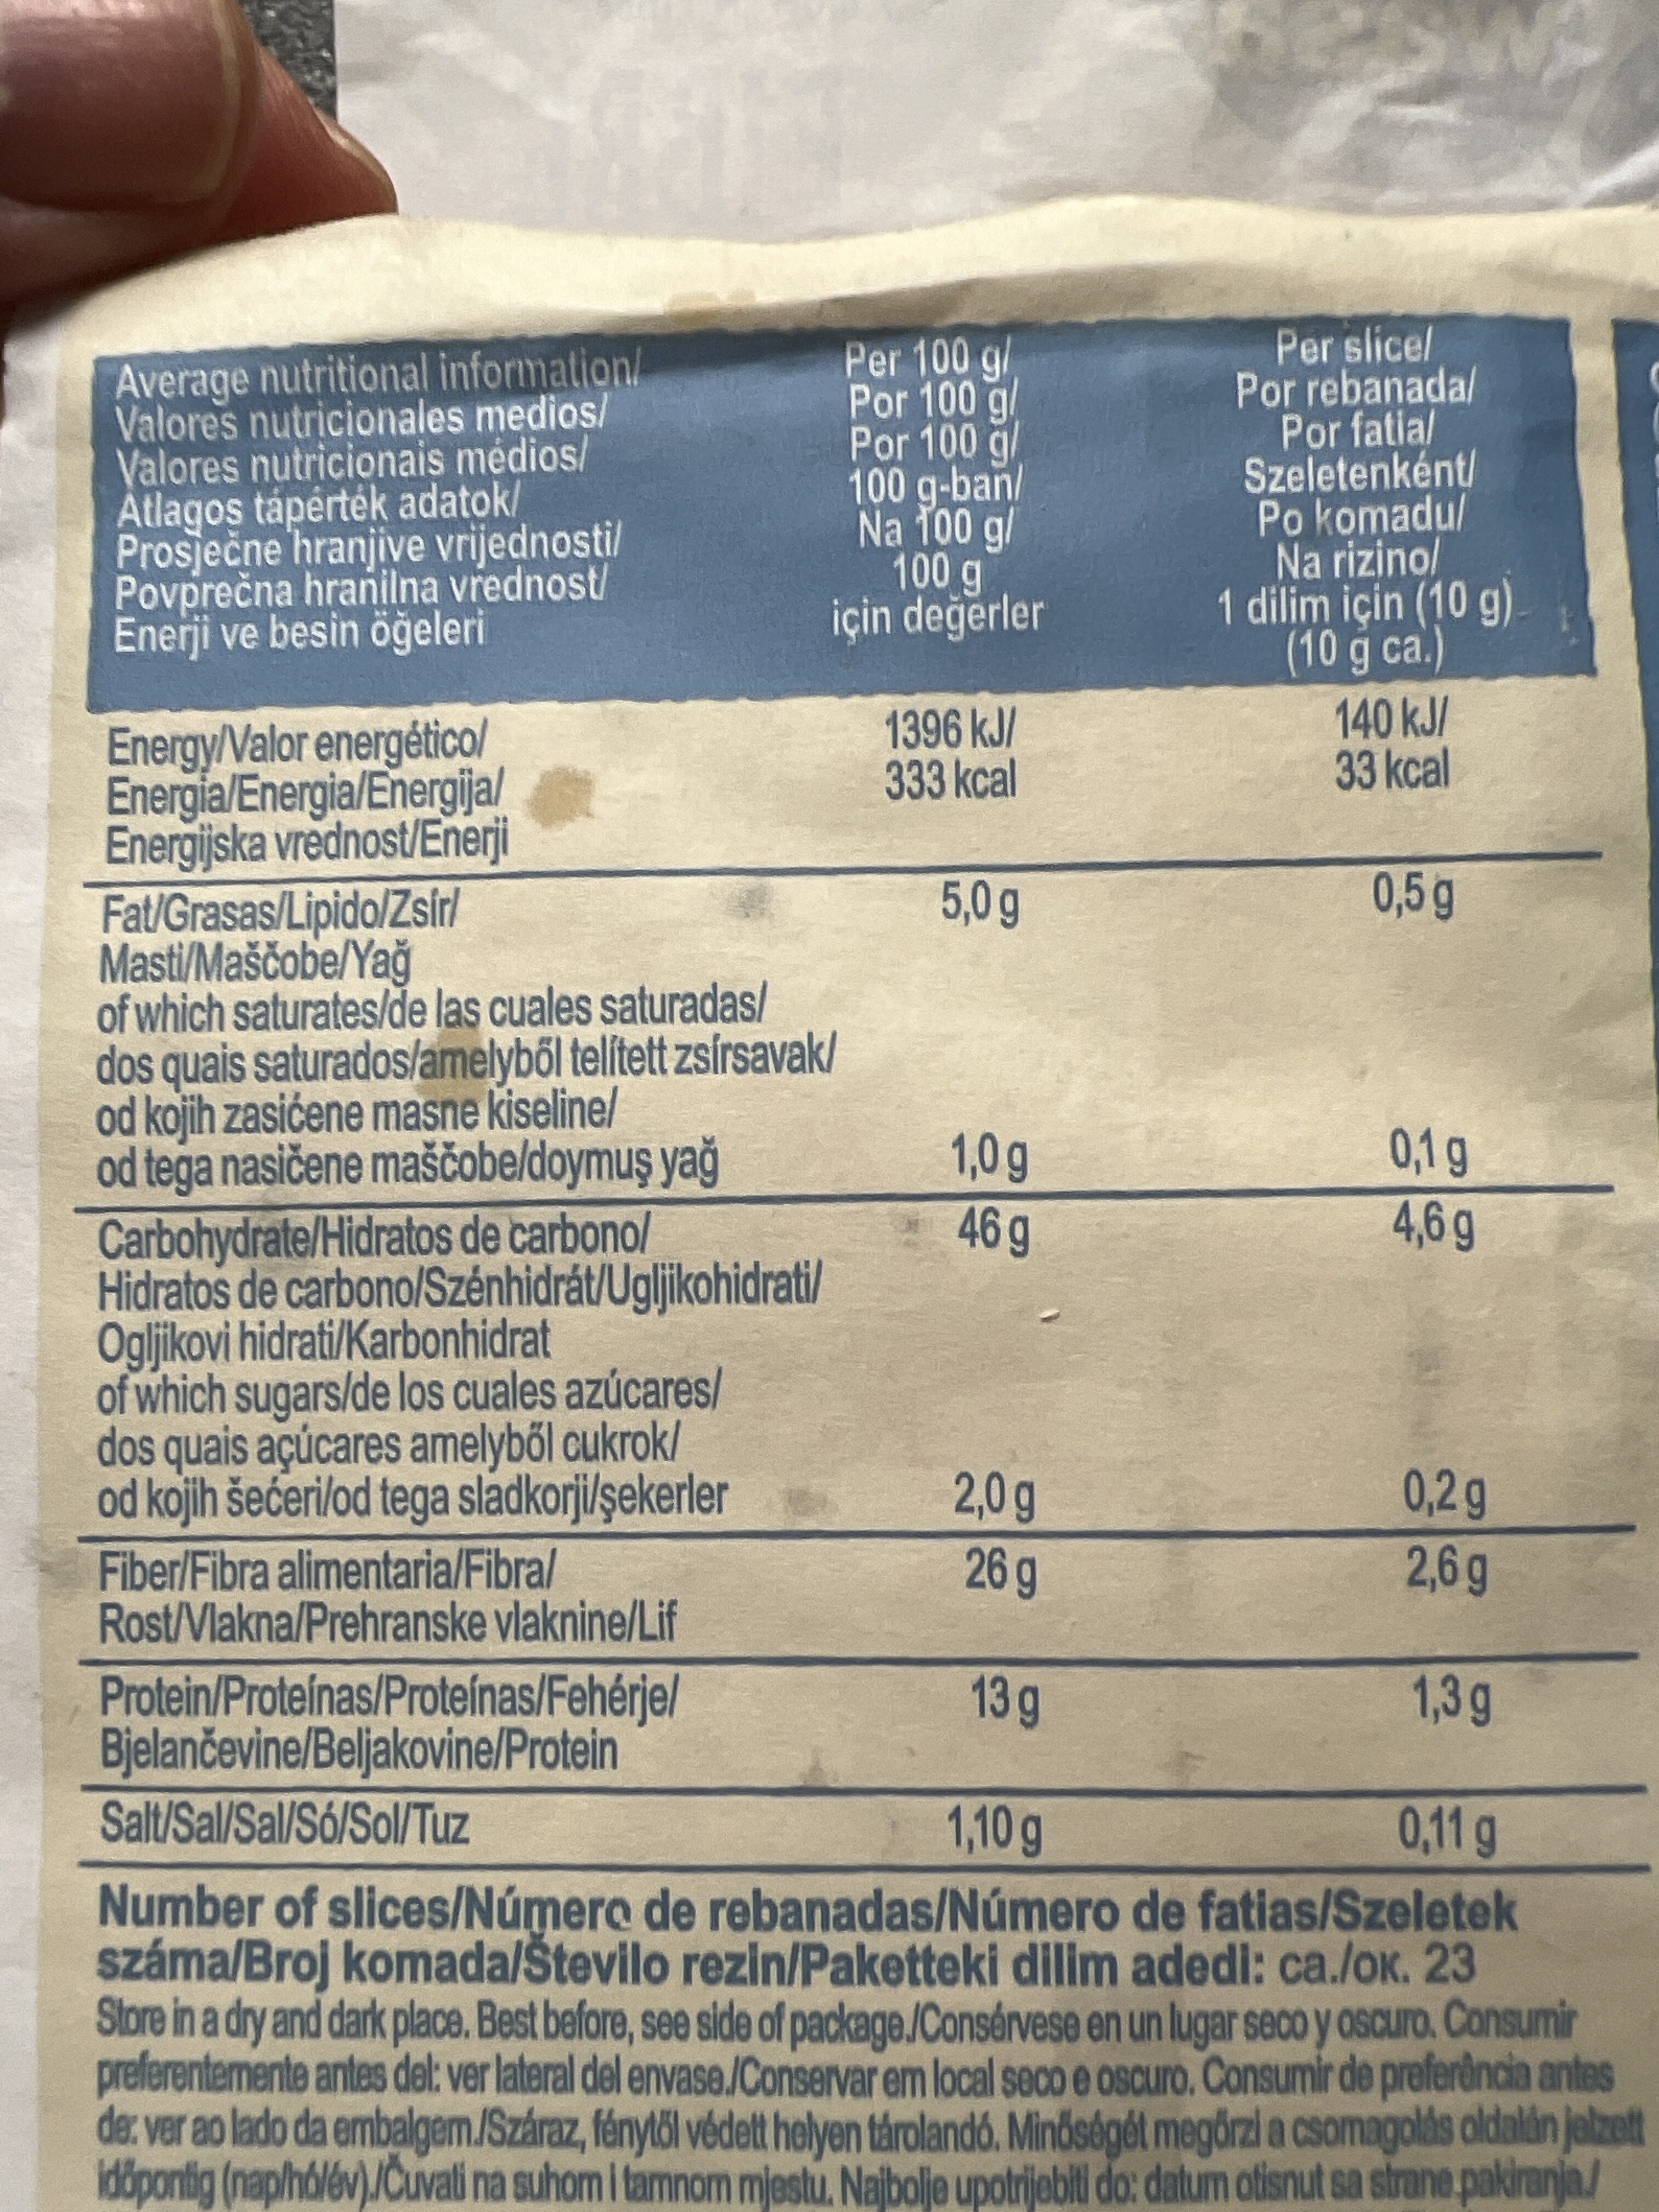 Average nutritional information/
Valores nutricionales medios/
Valores nutricionais médios/
Átlagos tápérték adatok/
Prosječne hranjive vrijednosti/
Povprečna hranilna vrednost/
Enerji ve besin öğeleri
Per 100 g/
Por 100 g/
Por 100 g/
100 g-ban/
Na 100 g/
100 g
için değerler
Per slice/
Por rebanada/
Por fatia/
Szeletenként/
Po komadu/
Na rizino/
1 dilim için (10 g)
(10 g ca.)
Energy/Valor energético/ 1396 kJ/ 140 kJ/
Energia/Energia/Energija/ 333 kcal 33 kcal
Energijska vrednost/Enerji
Fat/Grasas/Lipido/Zsír/ 5,0 g 0,5 g
Masti/Maščobe/Yağ
of which saturates/de las cuales saturadas/
dos quais saturados/amelyből telített zsírsavak/
od kojih zasićene masne kiseline/
od tega nasičene maščobe/doymuş yağ 1,0 g 0,1 g
Carbohydrate/Hidratos de carbono/ 46 g 4,6 g
Hidratos de carbono/Szénhidrát/Ugljikohidrati/
Ogljikovi hidrati/Karbonhidrat
of which sugars/de los cuales azúcares/
dos quais açúcares amelyből cukrok/
od kojih šećeri/od tega sladkorji/şekerler 2,0 g 0,2 g
Fiber/Fibra alimentaria/Fibra/ 26 g 2,6 g
Rost/Vlakna/Prehranske vlaknine/Lif
Protein/Proteínas/Proteínas/Fehérje/ 13 g 1,3 g
Bjelančevine/Beljakovine/Protein
Salt/Sal/Sal/Só/Sol/Tuz 1,10 g 0,11 g
Number of slices/Número de rebanadas/Número de fatias/Szeletek
száma/Broj komada/Število rezin/Paketteki dilim adedi: ca./ок. 23
Store in a dry and dark place. Best before, see side of package./Consérvese en un lugar seco y oscuro. Consumir
preferentemente antes del: ver lateral del envase./Conservar em local seco e oscuro. Consumir de preferência antes
de: ver ao lado da embalgem./Száraz, fénytől védett helyen tárolandó. Minőségét megőrzi a csomagolás oldalán jelzett
időpontig (nap/hó/év)./Čuvati na suhom i tamnom mjestu. Najbolje upotrijebiti do: datum otisnut sa strane pakiranja./